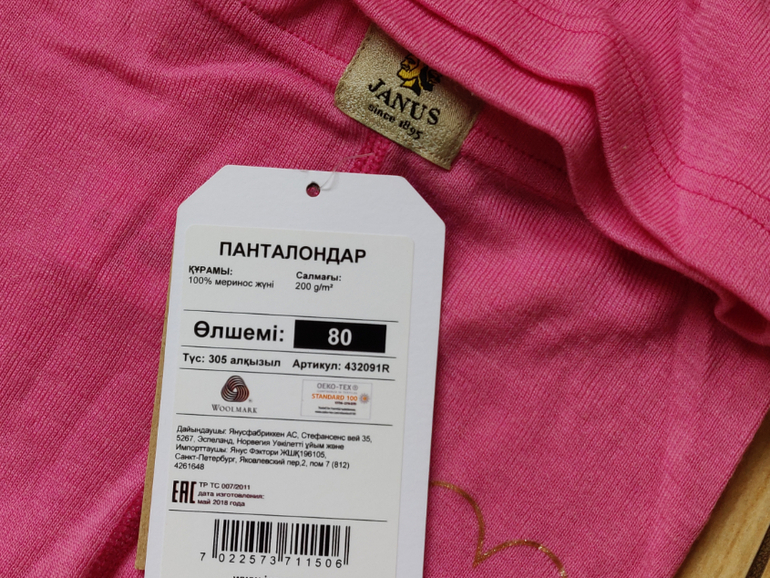 JANUS
since 1895
ПАНТАЛОНДАР
ҚҰРАМЫ:
100% меринос жүні
Салмағы:
200 g/m²
Өлшемі: 80
Түс: 305 алқызыл Артикул: 432091R
WOOLMARK
OEKO-TEX ®
STANDARD 100
Дайындаушы: Янусфабриккен АС, Стефансенс вей 35,
5267, Эспеланд, Норвегия Уәкілетті ұйым және
Импорттаушы: Янус Фэктори ЖШҚ196105,
Санкт-Петербург, Яковлевский пер,2, пом 7 (812)
4261648
EAC
ТР ТС 007/2011
дата изготовления:
май 2018 года
7 022573 711506